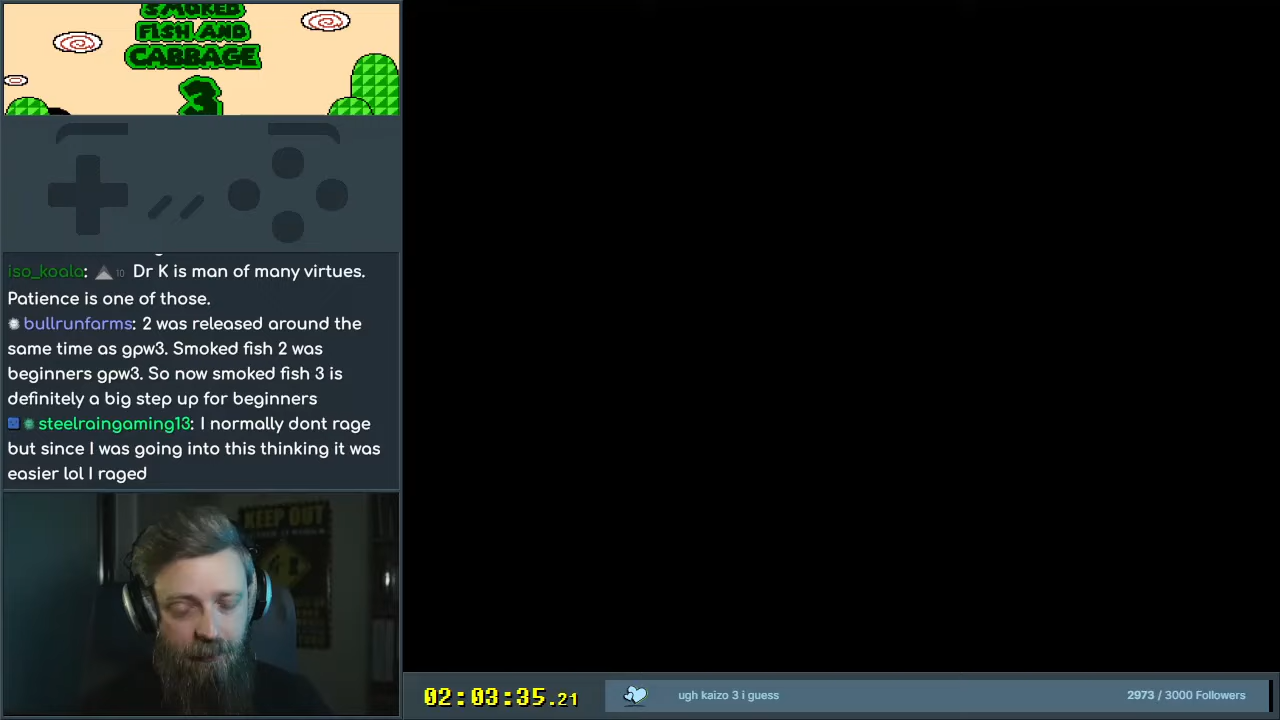 SMOKED
FISH AND
CABBAGE
3
iso_koala: 10 Dr K is man of many virtues.
Patience is one of those.
bullrunfarms: 2 was released around the
same time as gpw3. Smoked fish 2 was
beginners gpw3. So now smoked fish 3 is
definitely a big step up for beginners
steelraingaming13: I normally dont rage
but since I was going into this thinking it was
easier lol I raged
KEEP OUT
02:03:35.21
ugh kaizo 3 i guess
2973 / 3000 Followers